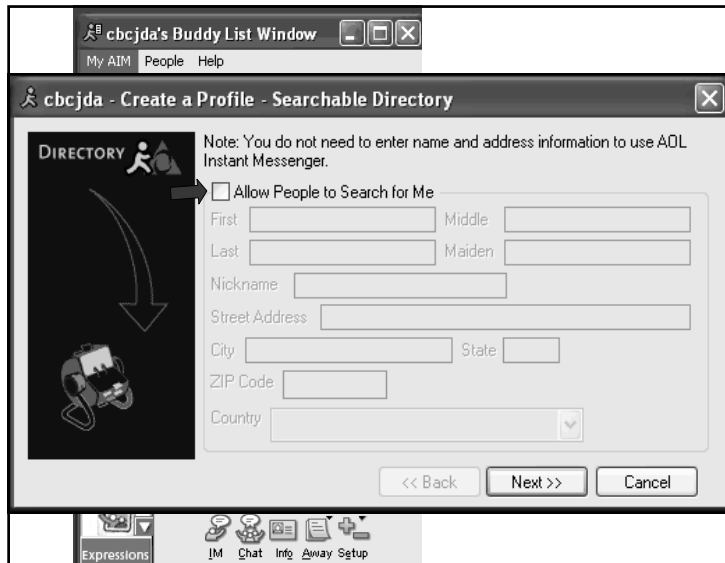 cbcjda's Buddy List Window
My AIM People Help
cbcjda - Create a Profile - Searchable Directory
DIRECTORY
Note: You do not need to enter name and address information to use AOL
Instant Messenger.
Allow People to Search for Me
First Middle
Last Maiden
Nickname
Street Address
City State
ZIP Code
Country
<< Back Next >> Cancel
Expressions IM Chat Info Away Setup